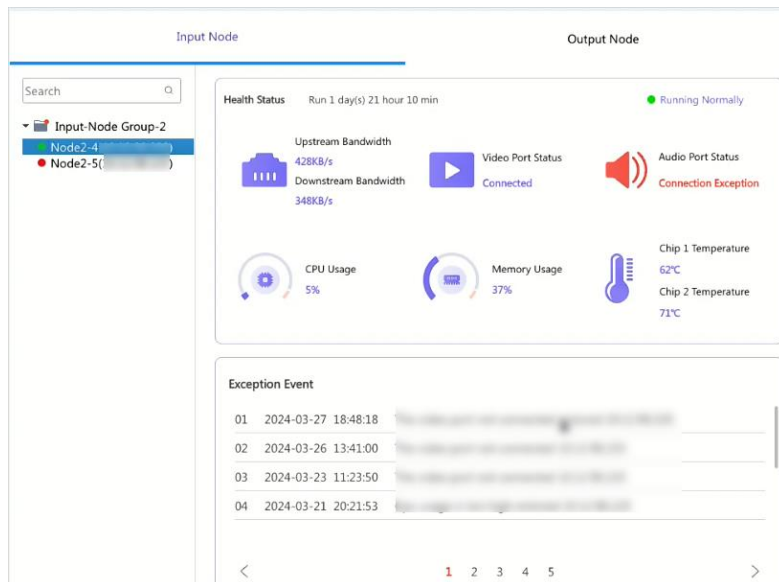 Input Node
Output Node
Search
Input-Node Group-2
Node2-4
Node2-5( )
Health Status Run 1 day(s) 21 hour 10 min
Running Normally
Upstream Bandwidth
428KB/s
Downstream Bandwidth
348KB/s
Video Port Status
Connected
Audio Port Status
Connection Exception
CPU Usage
5%
Memory Usage
37%
Chip 1 Temperature
62℃
Chip 2 Temperature
71℃
Exception Event
01 2024-03-27 18:48:18
02 2024-03-26 13:41:00
03 2024-03-23 11:23:50
04 2024-03-21 20:21:53
< 1 2 3 4 5 >